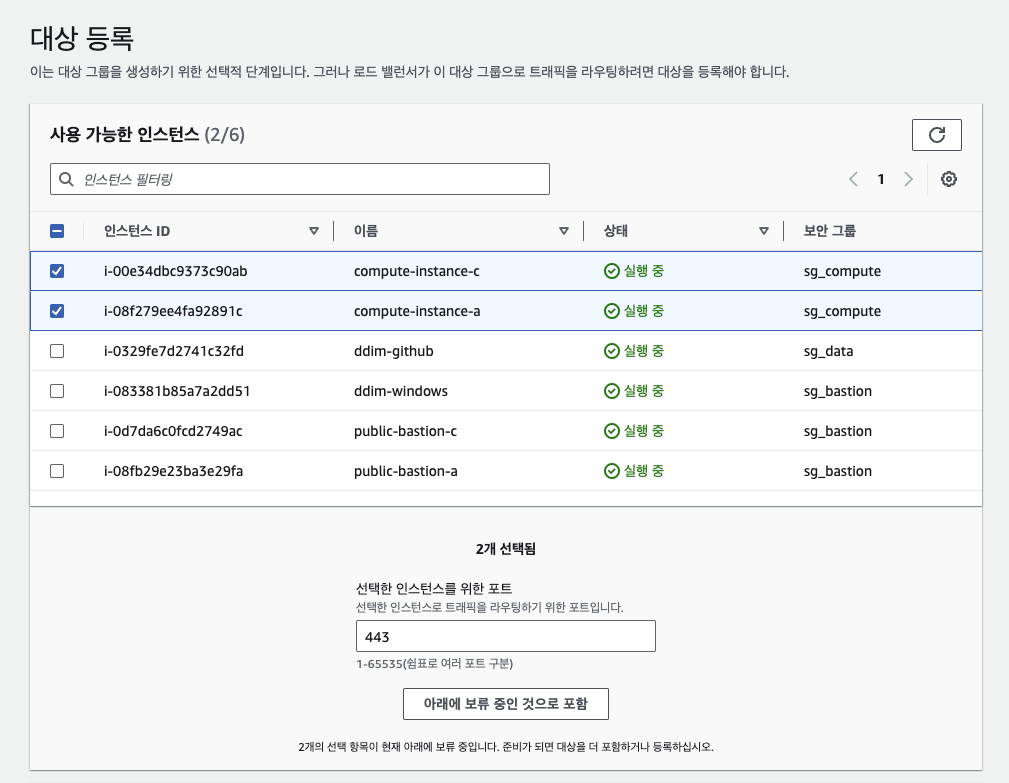 대상 등록
이는 대상 그룹을 생성하기 위한 선택적 단계입니다. 그러나 로드 밸런서가 이 대상 그룹으로 트래픽을 라우팅하려면 대상을 등록해야 합니다.
사용 가능한 인스턴스 (2/6)
인스턴스 필터링
1
인스턴스 ID 이름 상태 보안 그룹
i-00e34dbc9373c90ab compute-instance-c 실행 중 sg_compute
i-08f279ee4fa92891c compute-instance-a 실행 중 sg_compute
i-0329fe7d2741c32fd ddim-github 실행 중 sg_data
i-083381b85a7a2dd51 ddim-windows 실행 중 sg_bastion
i-0d7da6c0fcd2749ac public-bastion-c 실행 중 sg_bastion
i-08fb29e23ba3e29fa public-bastion-a 실행 중 sg_bastion
2개 선택됨
선택한 인스턴스를 위한 포트
선택한 인스턴스로 트래픽을 라우팅하기 위한 포트입니다.
443
1-65535(쉼표로 여러 포트 구분)
아래에 보류 중인 것으로 포함
2개의 선택 항목이 현재 아래에 보류 중입니다. 준비가 되면 대상을 더 포함하거나 등록하십시오.